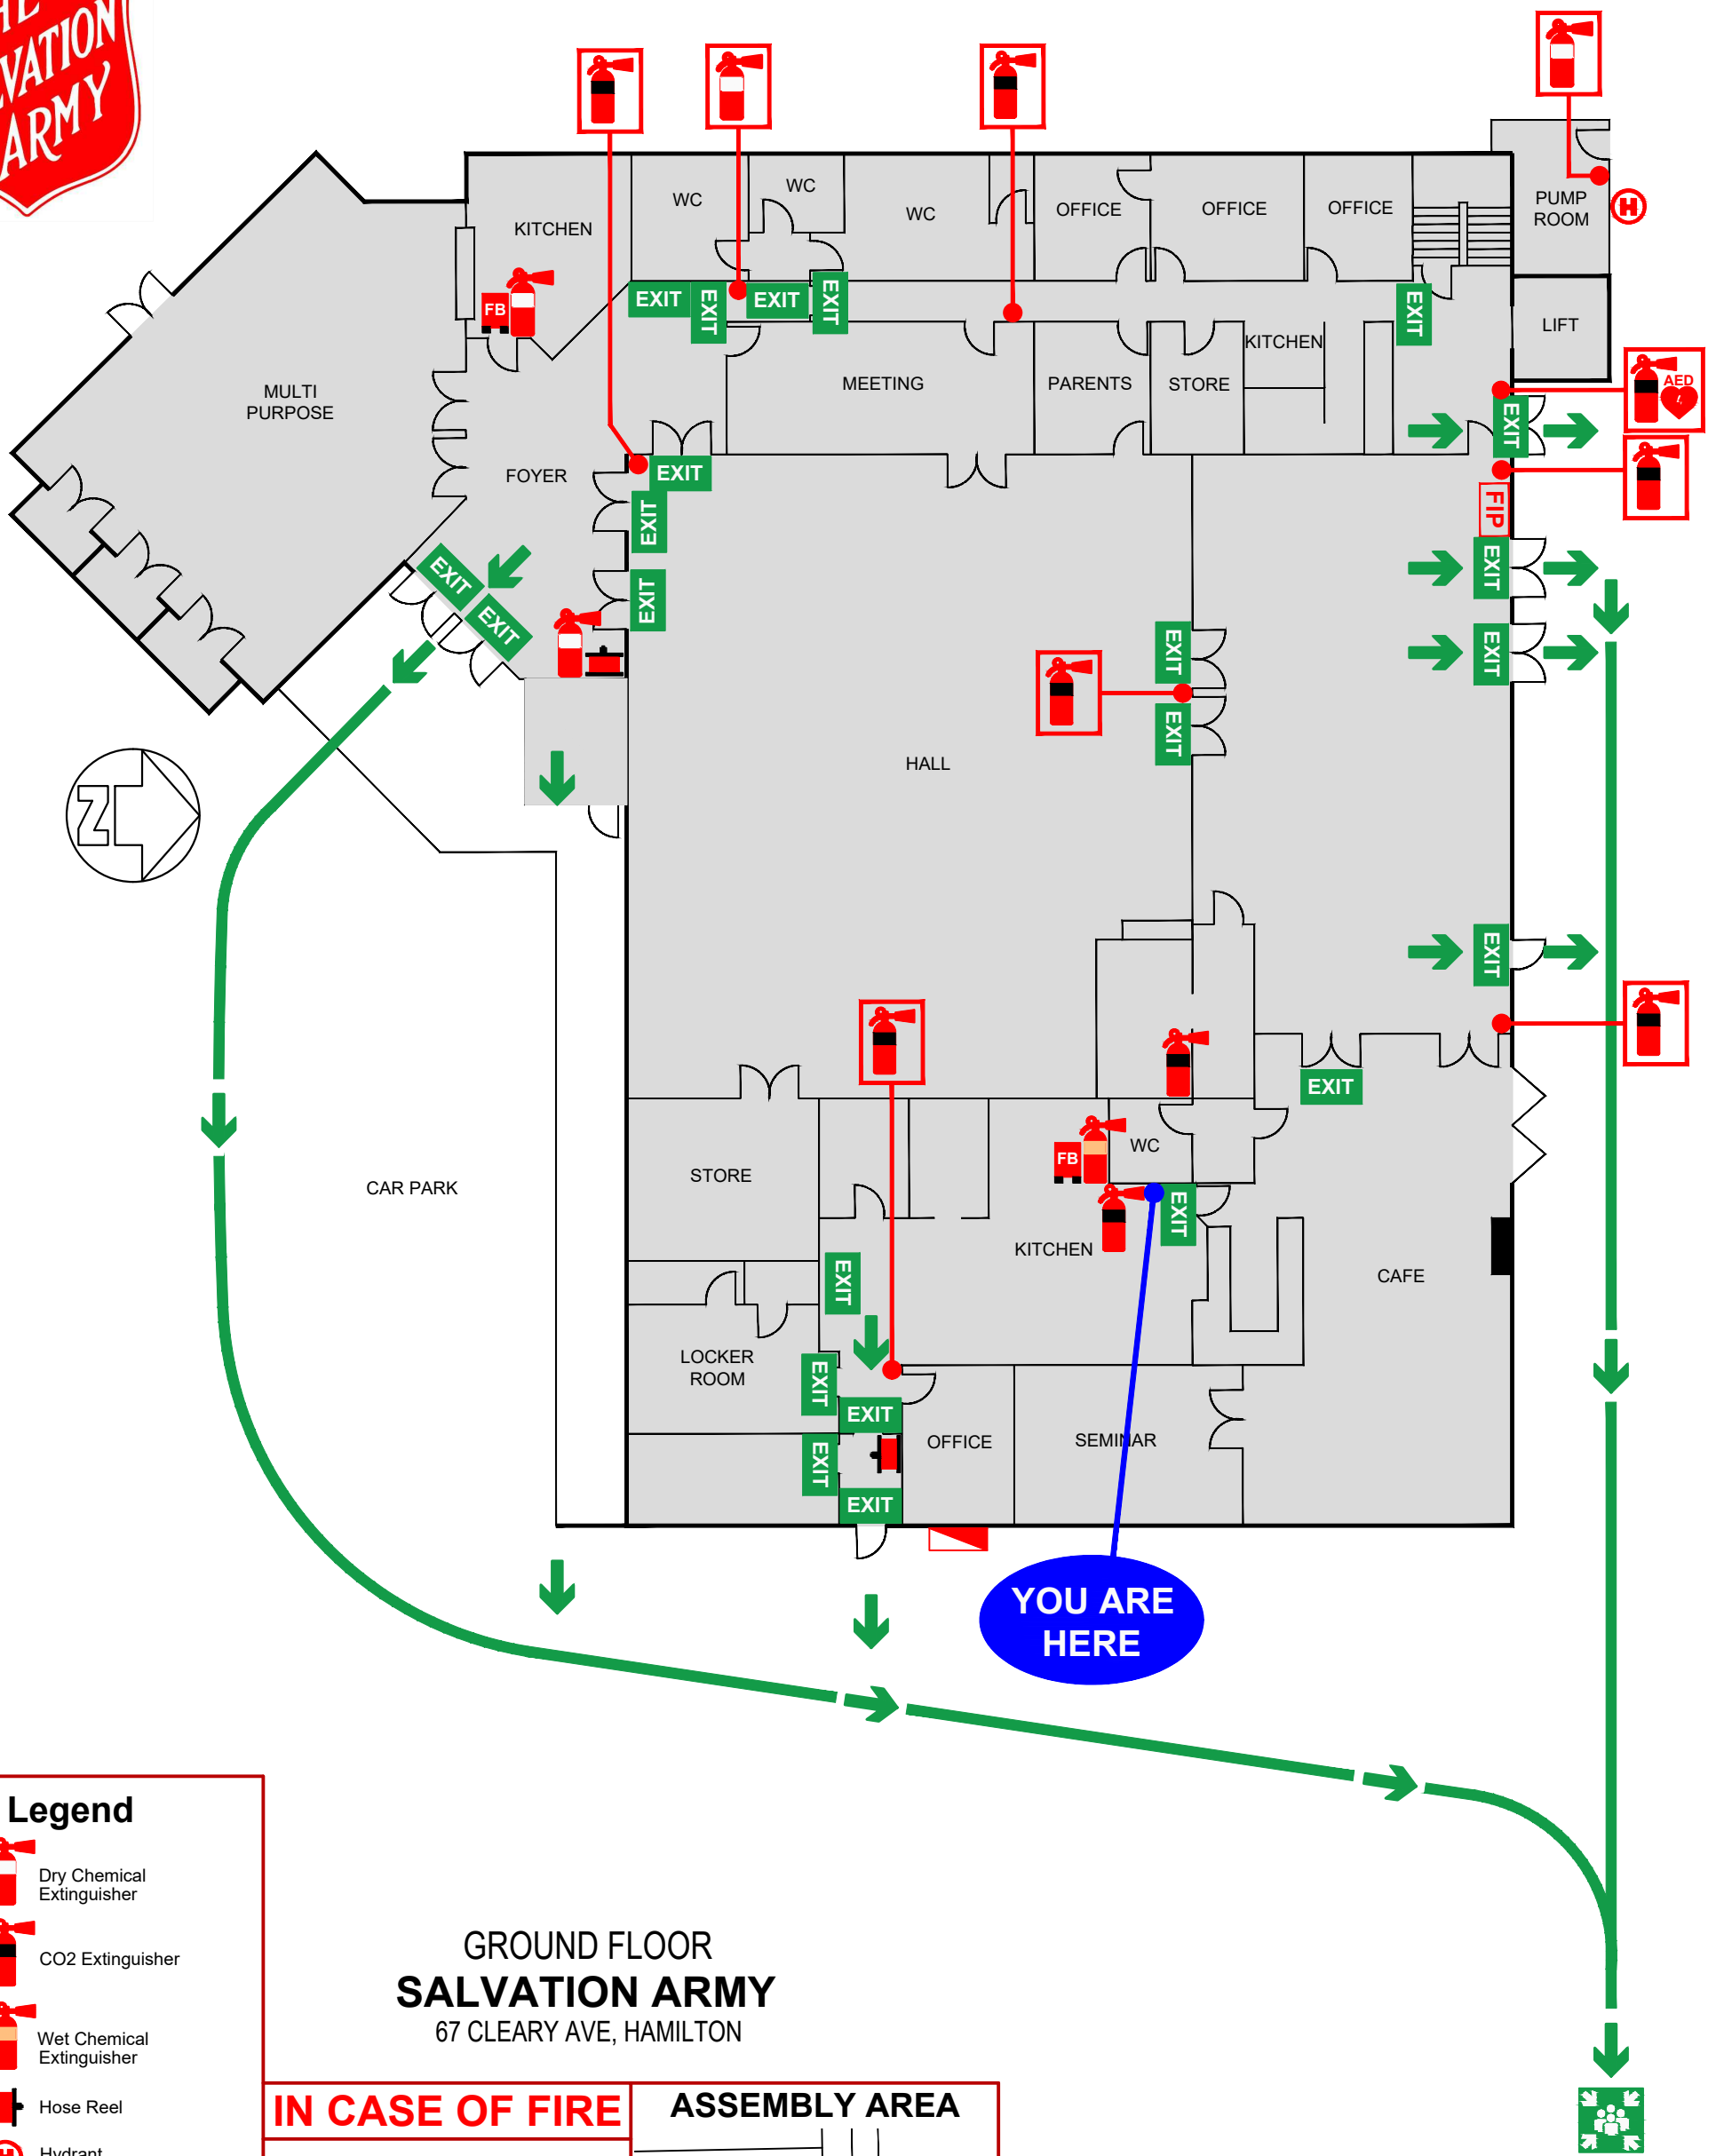 VATION
ARMY
WC
WC
WC
KITCHEN
OFFICE
OFFICE
OFFICE
PUMP
ROOM
H
FB
EXIT
EXIT
EXIT
EXIT
EXIT
LIFT
KITCHEN
MULTI
PURPOSE
MEETING
PARENTS
STORE
AED
EXIT
FOYER
EXIT
EXIT
FIP
EXIT
EXIT
EXIT
EXIT
EXIT
EXIT
EXIT
EXIT
HALL
N
EXIT
EXIT
WC
FB
STORE
CAR PARK
EXIT
KITCHEN
EXIT
CAFE
LOCKER
ROOM
EXIT
EXIT
EXIT
EXIT
OFFICE
SEMINAR
YOU ARE
HERE
Legend
Dry Chemical
Extinguisher
CO2 Extinguisher
Wet Chemical
Extinguisher
Hose Reel
Hydrant
GROUND FLOOR
SALVATION ARMY
67 CLEARY AVE, HAMILTON
IN CASE OF FIRE
ASSEMBLY AREA